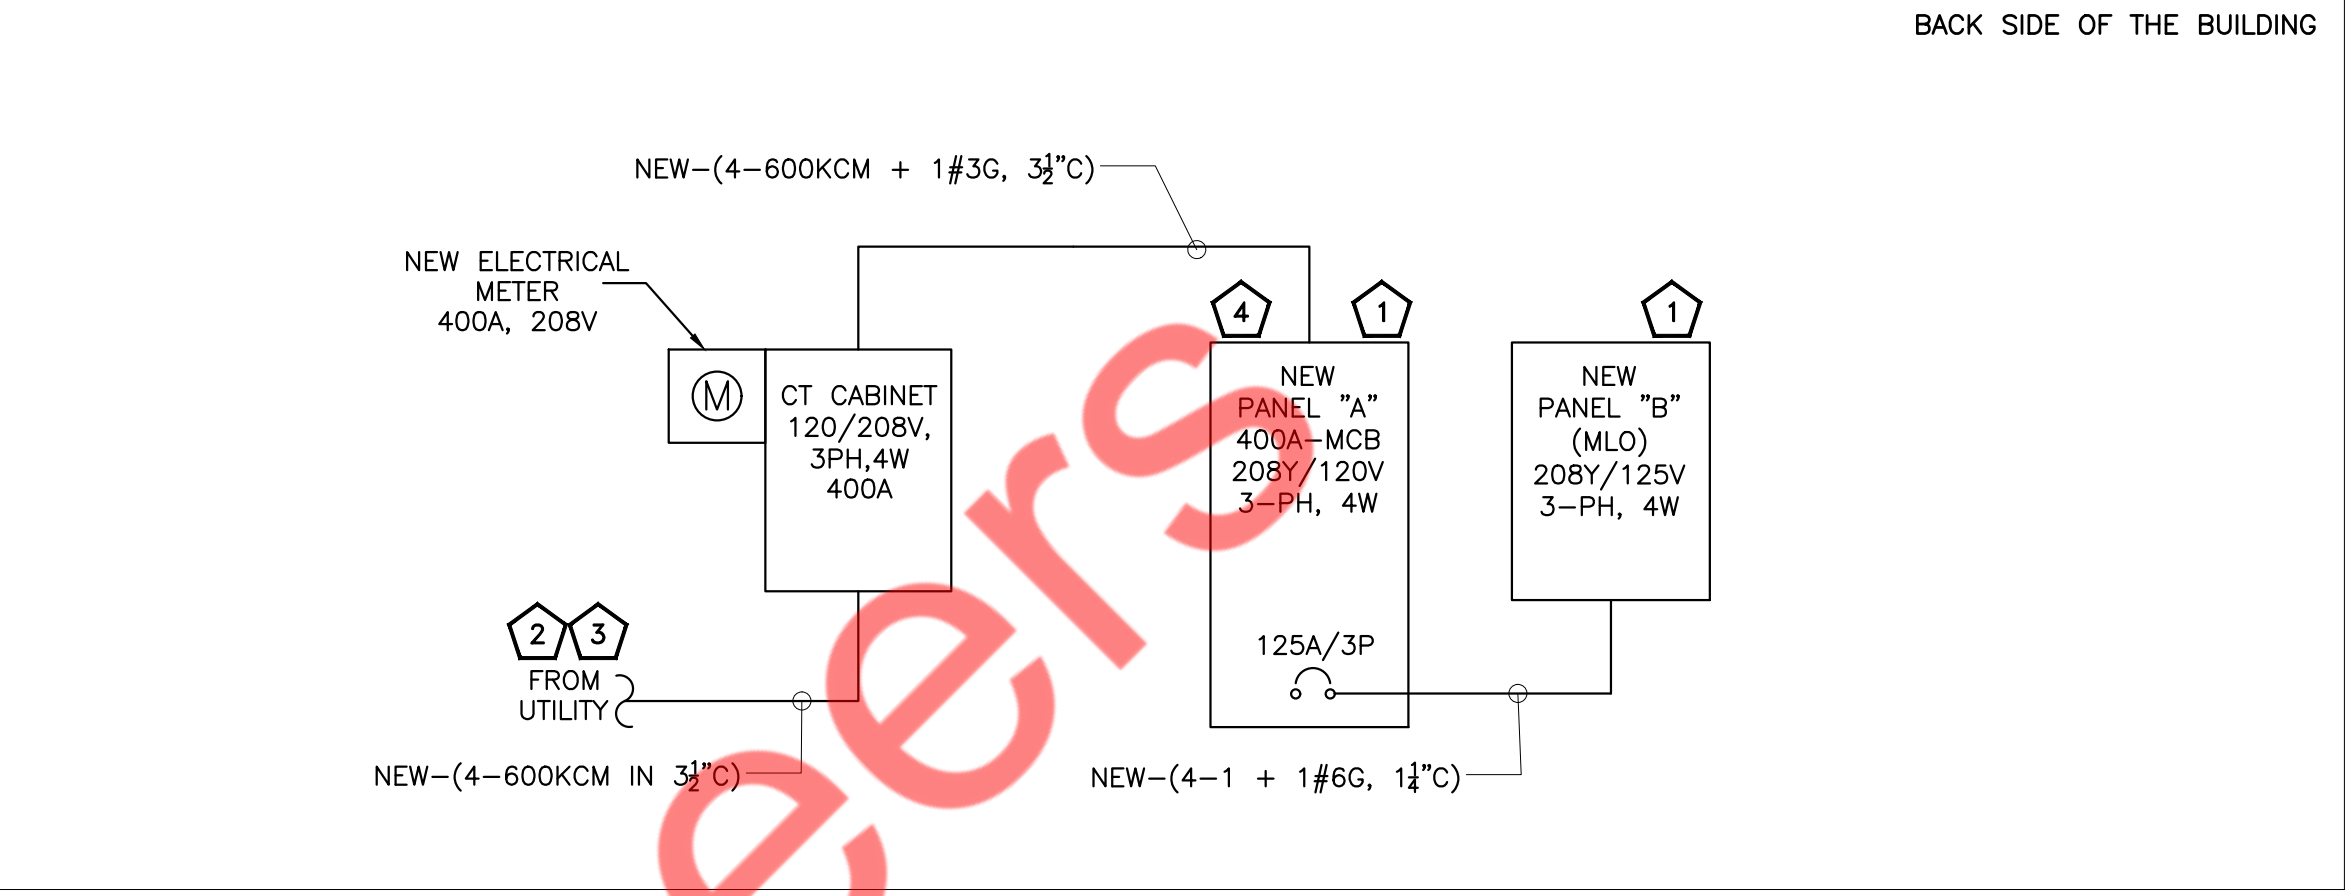 BACK SIDE OF THE BUILDING
NEW-(4-600KCM + 1#3G, 3½"C)
NEW ELECTRICAL
METER
400A, 208V
M
CT CABINET
120/208V,
3PH,4W
400A
4
1
NEW
PANEL "A"
400A-MCB
208Y/120V
3-PH, 4W
125A/3P
1
NEW
PANEL "B"
(MLO)
208Y/125V
3-PH, 4W
2
3
FROM
UTILITY
NEW-(4-600KCM IN 3½"C)
NEW-(4-1 + 1#6G, 1¼"C)
eers